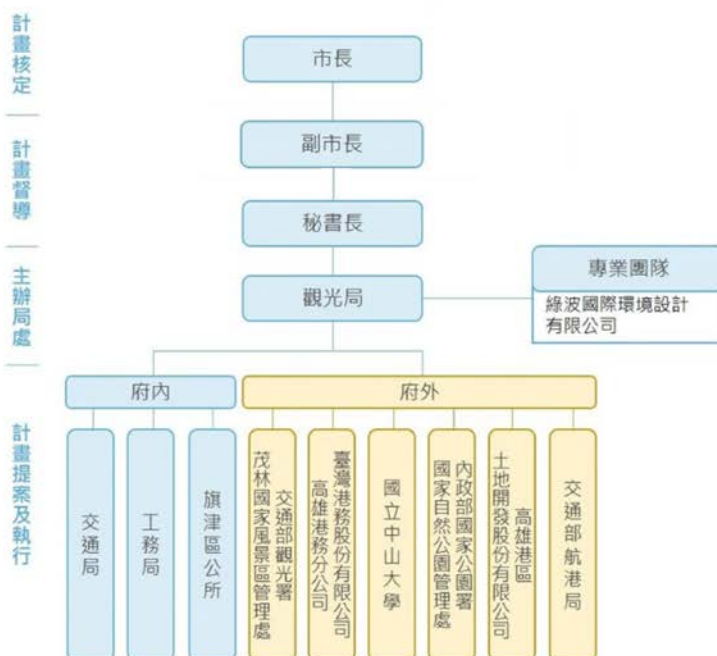 計畫核定
市長
計畫督導
副市長
秘書長
主辦局處
觀光局
專業團隊
綠波國際環境設計
有限公司
計畫提案及執行
府內
府外
交通局
工務局
旗津區公所
交通部觀光署
茂林國家風景區管理處
臺灣港務股份有限公司
高雄港務分公司
國立中山大學
內政部國家公園署
國家自然公園管理處
高雄港區
土地開發股份有限公司
交通部航港局